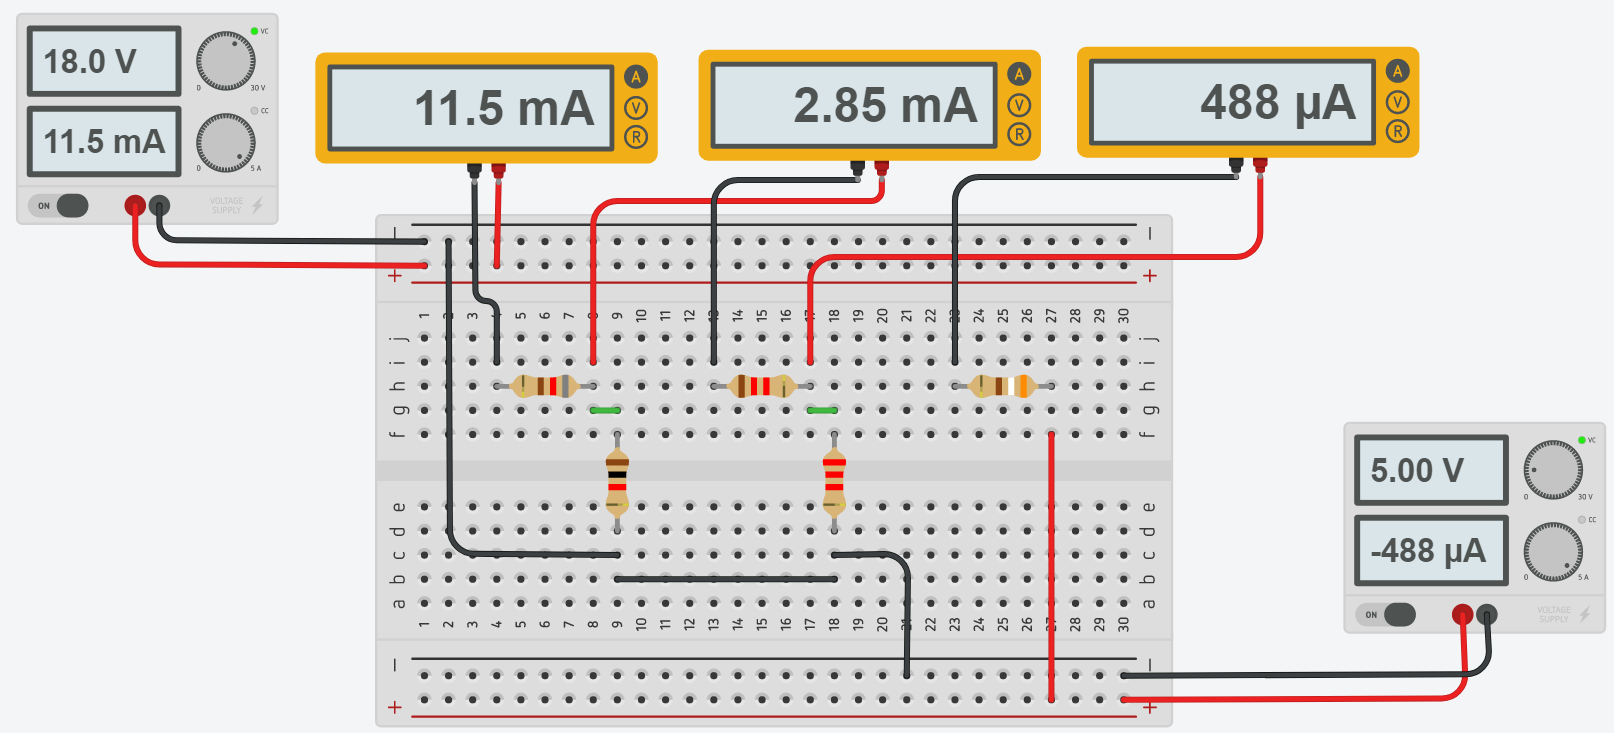 18.0 V
VC
0 30 V
11.5 mA
CC
0 5 A
ON VOLTAGE SUPPLY
11.5 mA
A
V
R
2.85 mA
A
V
R
488 µA
A
V
R
− −
+ +
1 2 3 4 5 6 7 8 9 10 11 12 13 14 15 16 17 18 19 20 21 22 23 24 25 26 27 28 29 30
j j
i i
h h
g g
f f
e e
d d
c c
b b
a a
1 2 3 4 5 6 7 8 9 10 11 12 13 14 15 16 17 18 19 20 21 22 23 24 25 26 27 28 29 30
− −
+ +
5.00 V
VC
0 30 V
-488 µA
CC
0 5 A
ON VOLTAGE SUPPLY